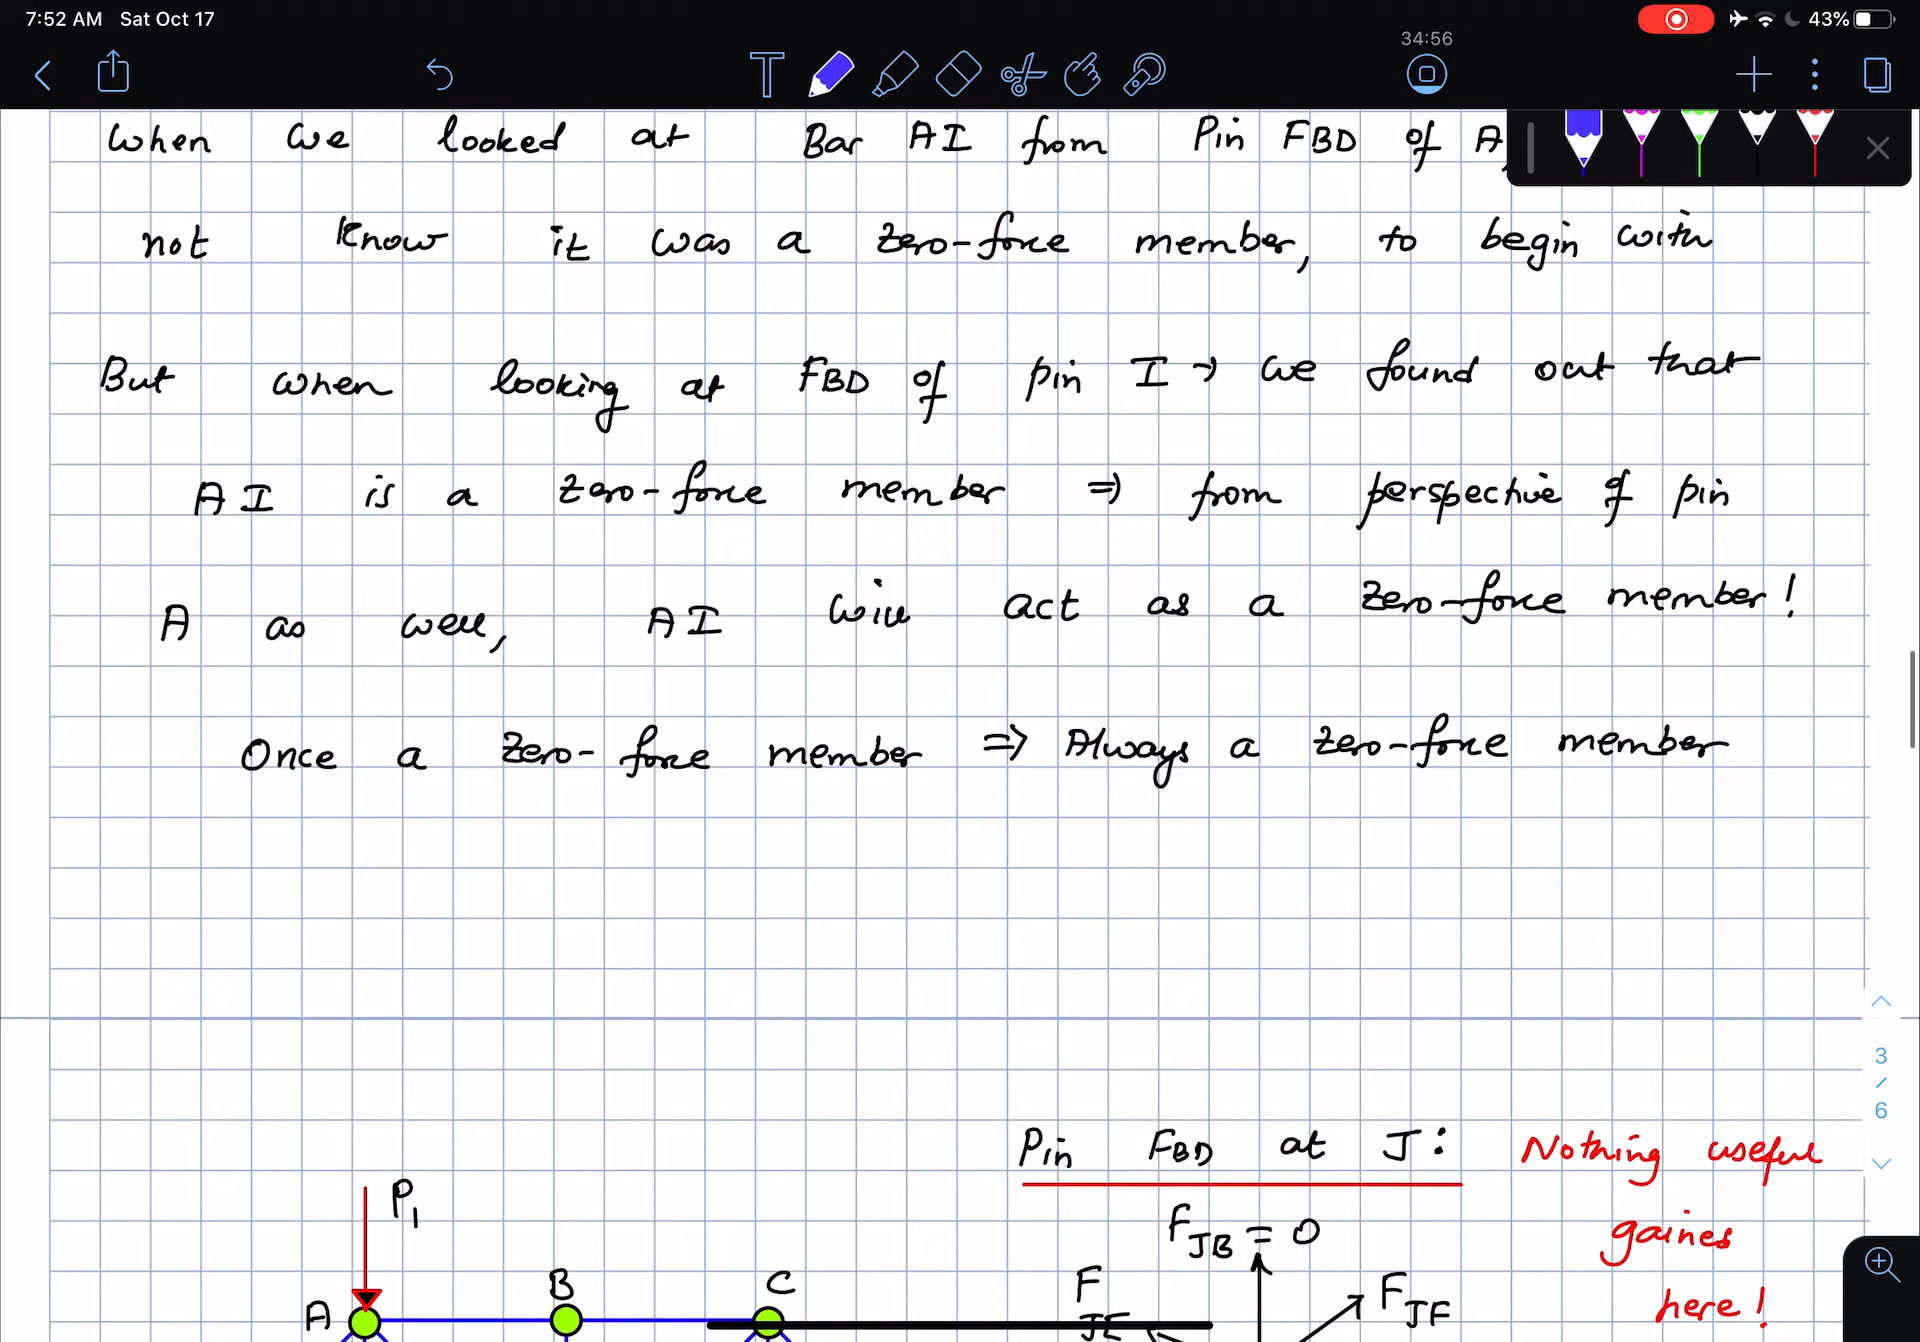 7:52 AM Sat Oct 17
43%
34:56
When we looked at Bar AI from Pin FBD of A,
not know it was a zero-force member, to begin with
But when looking at FBD of pin I → we found out that
AI is a zero-force member ⇒ from perspective of pin
A as well, AI will act as a zero-force member!
Once a zero-force member ⇒ Always a zero-force member
3
/
6
Pin FBD at J: Nothing useful
gaines
here!
P1
F JB = 0
B
C
F JE
F JF
A